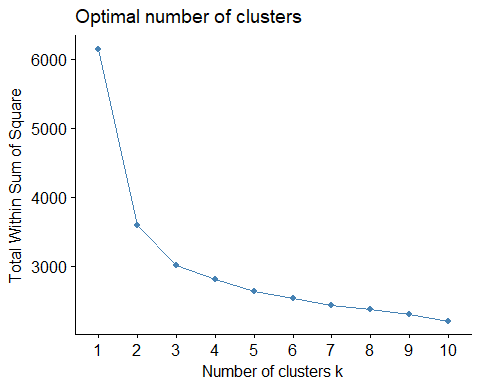 Optimal number of clusters
6000
5000
4000
3000
Total Within Sum of Square
1 2 3 4 5 6 7 8 9 10
Number of clusters k